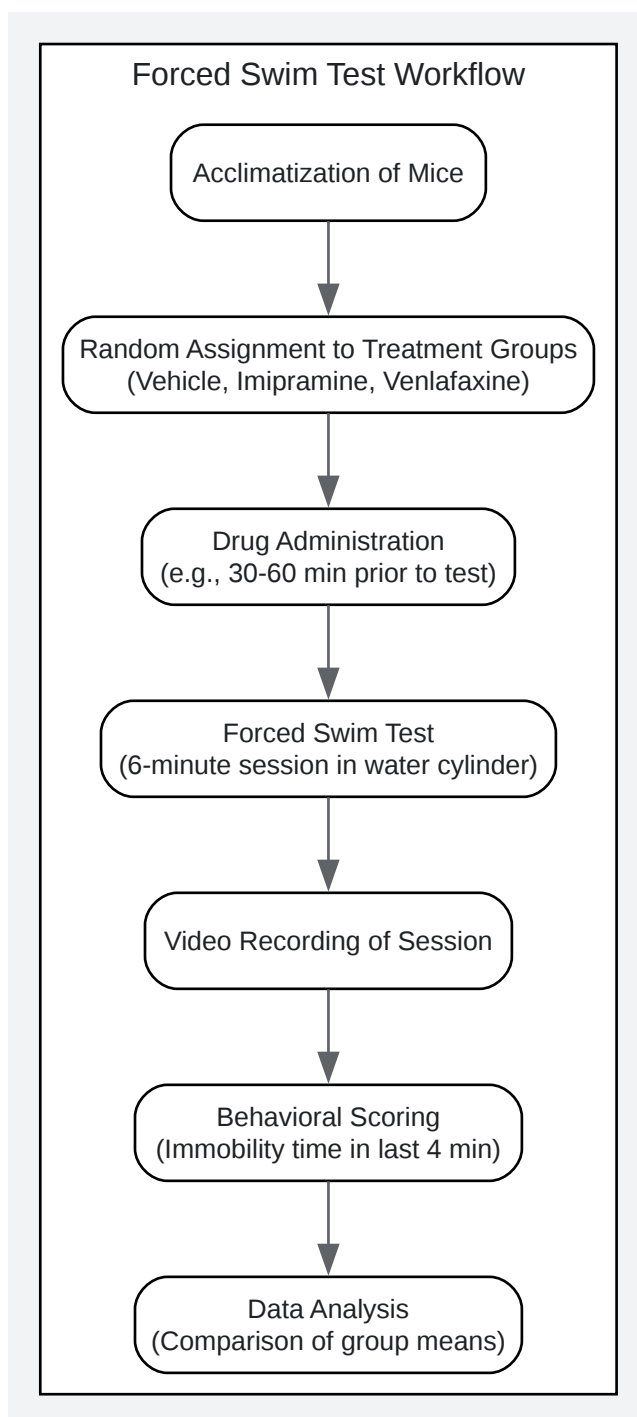 Forced Swim Test Workflow
Acclimatization of Mice
Random Assignment to Treatment Groups
(Vehicle, Imipramine, Venlafaxine)
Drug Administration
(e.g., 30-60 min prior to test)
Forced Swim Test
(6-minute session in water cylinder)
Video Recording of Session
Behavioral Scoring
(Immobility time in last 4 min)
Data Analysis
(Comparison of group means)